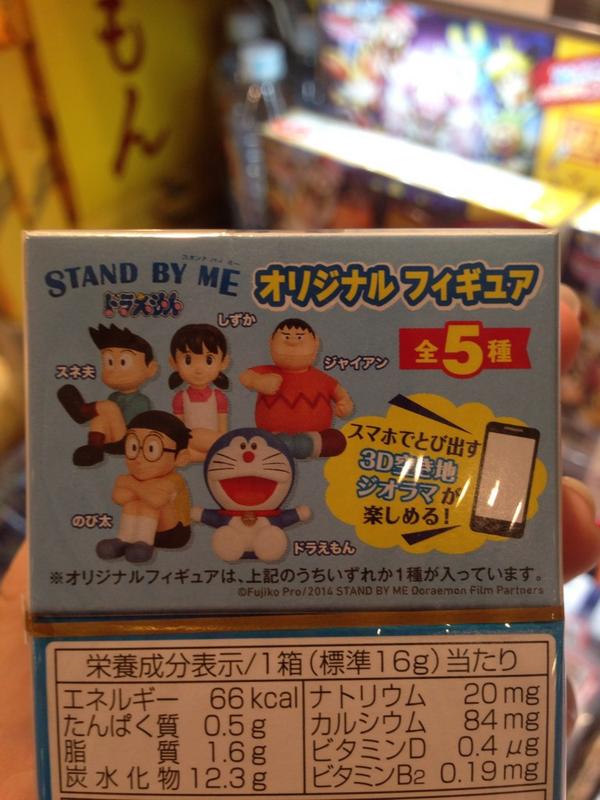 もん
スタンド バイ ミー
STAND BY ME
ドラえもん
オリジナル フィギュア
全5種
スネ夫
しずか
ジャイアン
のび太
ドラえもん
スマホでとび出す
3D空き地
ジオラマが
楽しめる!
※オリジナルフィギュアは、上記のうちいずれか1種が入っています。
©Fujiko Pro/2014 STAND BY ME Doraemon Film Partners
栄養成分表示/1箱(標準16g)当たり
エネルギー 66kcal ナトリウム 20mg
たんぱく質 0.5g カルシウム 84mg
脂質 1.6g ビタミンD 0.4μg
炭水化物 12.3g ビタミンB2 0.19mg